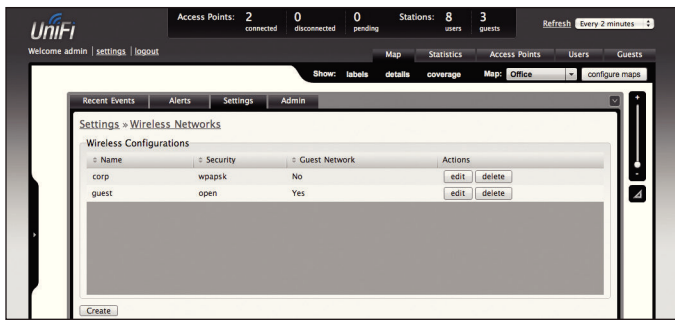 UniFi
Access Points: 2 connected 0 disconnected 0 pending Stations: 8 users 3 guests Refresh Every 2 minutes
Welcome admin | settings | logout
Map Statistics Access Points Users Guests
Show: labels details coverage Map: Office configure maps
Recent Events Alerts Settings Admin
Settings » Wireless Networks
Wireless Configurations
Name Security Guest Network Actions
corp wpapsk No edit delete
guest open Yes edit delete
Create